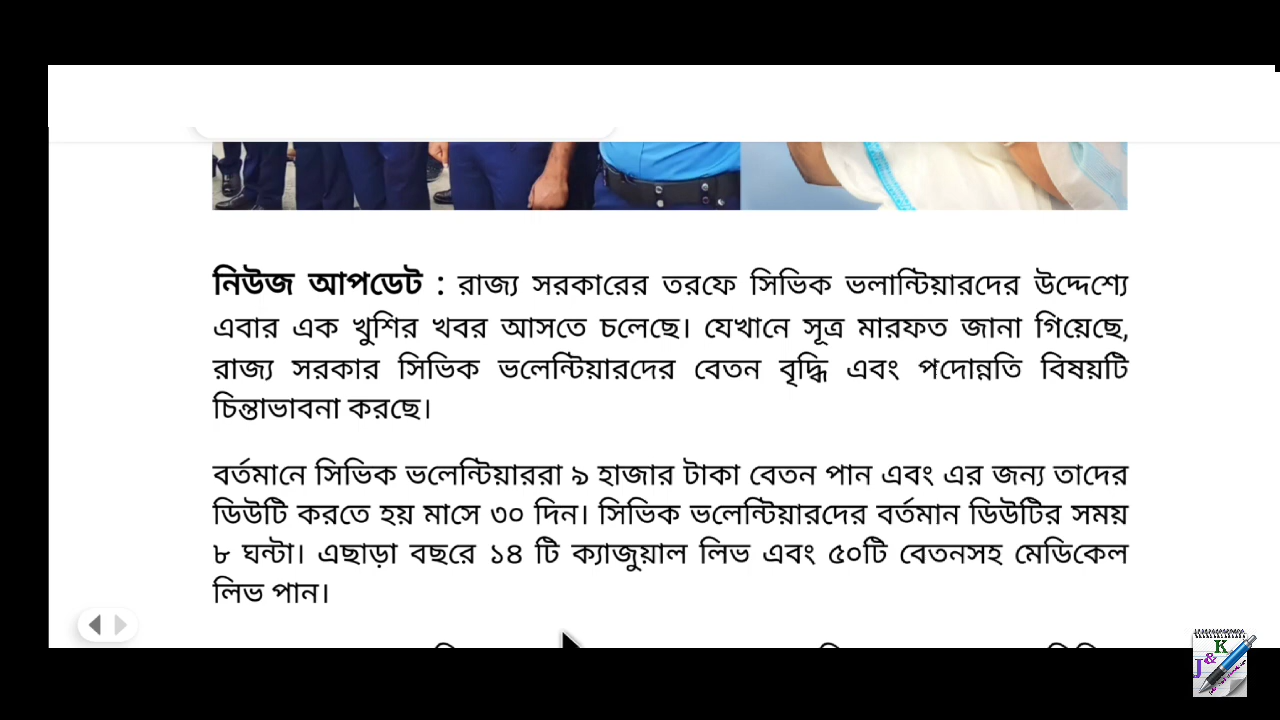 নিউজ আপডেট : রাজ্য সরকারের তরফে সিভিক ভলান্টিয়ারদের উদ্দেশ্যে
এবার এক খুশির খবর আসতে চলেছে। যেখানে সূত্র মারফত জানা গিয়েছে,
রাজ্য সরকার সিভিক ভলেন্টিয়ারদের বেতন বৃদ্ধি এবং পদোন্নতি বিষয়টি
চিন্তাভাবনা করছে।
বর্তমানে সিভিক ভলেন্টিয়াররা ৯ হাজার টাকা বেতন পান এবং এর জন্য তাদের
ডিউটি করতে হয় মাসে ৩০ দিন। সিভিক ভলেন্টিয়ারদের বর্তমান ডিউটির সময়
৮ ঘন্টা। এছাড়া বছরে ১৪ টি ক্যাজুয়াল লিভ এবং ৫০টি বেতনসহ মেডিকেল
লিভ পান।
J&K